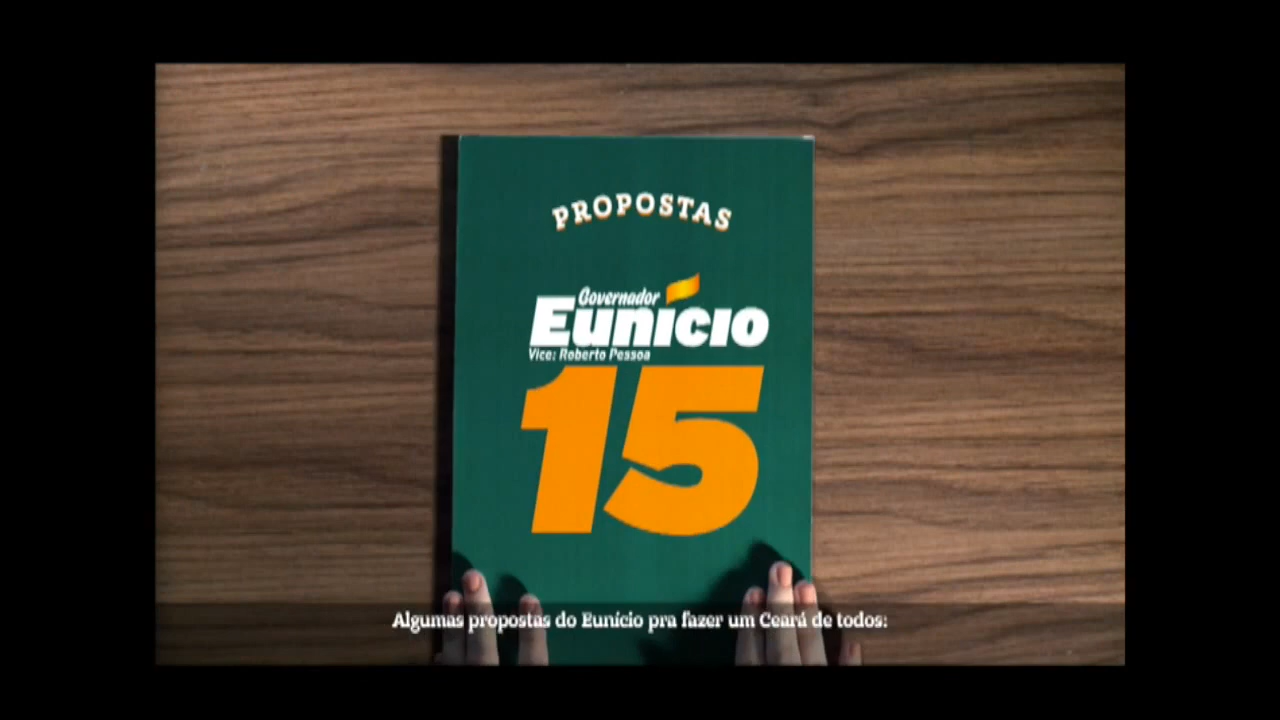 PROPOSTAS
Governador
Eunício
Vice: Roberto Pessoa
15
Algumas propostas do Eunício pra fazer um Ceará de todos: